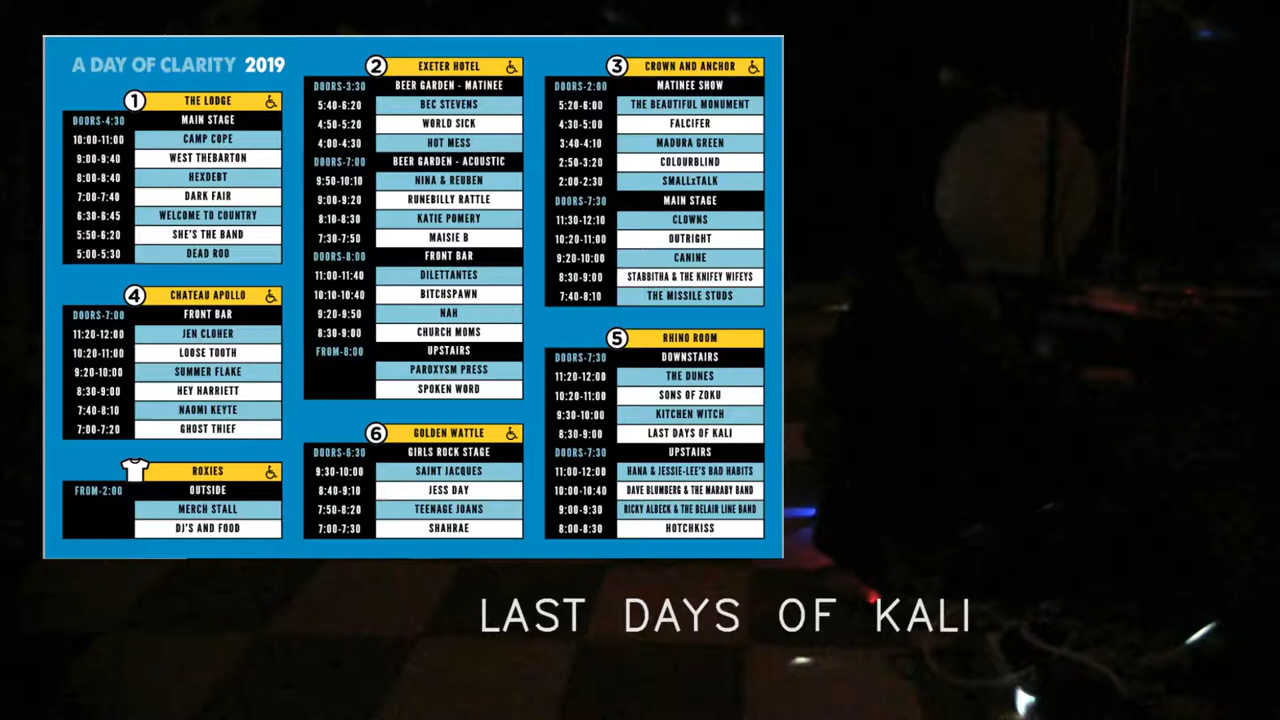 A DAY OF CLARITY 2019
1 THE LODGE
DOORS-4:30 MAIN STAGE
10:00-11:00 CAMP COPE
9:00-9:40 WEST THEBARTON
8:00-8:40 HEXDEBT
7:00-7:40 DARK FAIR
6:30-6:45 WELCOME TO COUNTRY
5:50-6:20 SHE'S THE BAND
5:00-5:30 DEAD ROO
4 CHATEAU APOLLO
DOORS-7:00 FRONT BAR
11:20-12:00 JEN CLOHER
10:20-11:00 LOOSE TOOTH
9:20-10:00 SUMMER FLAKE
8:30-9:00 HEY HARRIETT
7:40-8:10 NAOMI KEYTE
7:00-7:20 GHOST THIEF
ROXIES
FROM-2:00 OUTSIDE
MERCH STALL
DJ'S AND FOOD
2 EXETER HOTEL
DOORS-3:30 BEER GARDEN - MATINEE
5:40-6:20 BEC STEVENS
4:50-5:20 WORLD SICK
4:00-4:30 HOT MESS
DOORS-7:00 BEER GARDEN - ACOUSTIC
9:50-10:10 NINA & REUBEN
9:00-9:20 RUNEBILLY RATTLE
8:10-8:30 KATIE POMERY
7:30-7:50 MAISIE B
DOORS-8:00 FRONT BAR
11:00-11:40 DILETTANTES
10:10-10:40 BITCHSPAWN
9:20-9:50 NAH
8:30-9:00 CHURCH MOMS
FROM-8:00 UPSTAIRS
PAROXYSM PRESS
SPOKEN WORD
6 GOLDEN WATTLE
DOORS-6:30 GIRLS ROCK STAGE
9:30-10:00 SAINT JACQUES
8:40-9:10 JESS DAY
7:50-8:20 TEENAGE JOANS
7:00-7:30 SHAHRAE
3 CROWN AND ANCHOR
DOORS-2:00 MATINEE SHOW
5:20-6:00 THE BEAUTIFUL MONUMENT
4:30-5:00 FALCIFER
3:40-4:10 MADURA GREEN
2:50-3:20 COLOURBLIND
2:00-2:30 SMALLxTALK
DOORS-7:30 MAIN STAGE
11:30-12:10 CLOWNS
10:20-11:00 OUTRIGHT
9:20-10:00 CANINE
8:30-9:00 STABBITHA & THE KNIFEY WIFEYS
7:40-8:10 THE MISSILE STUDS
5 RHINO ROOM
DOORS-7:30 DOWNSTAIRS
11:20-12:00 THE DUNES
10:20-11:00 SONS OF ZOKU
9:30-10:00 KITCHEN WITCH
8:30-9:00 LAST DAYS OF KALI
DOORS-7:30 UPSTAIRS
11:00-12:00 HANA & JESSIE-LEE'S BAD HABITS
10:00-10:40 DAVE BLUMBERG & THE MARABY BAND
9:00-9:30 RICKY ALBECK & THE BELAIR LINE BAND
8:00-8:30 HOTCHKISS
LAST DAYS OF KALI